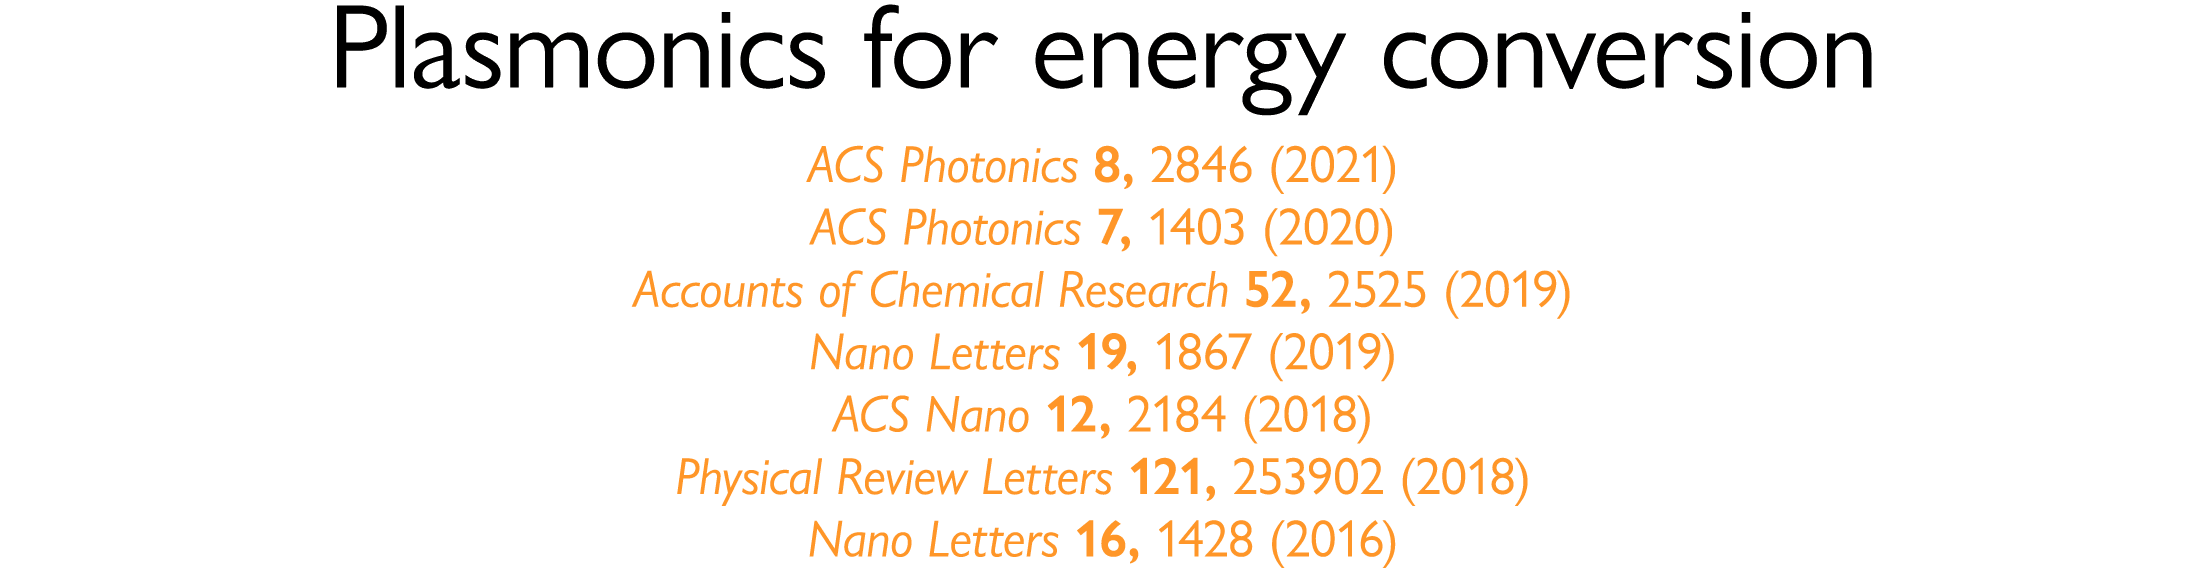 Plasmonics for energy conversion
ACS Photonics 8, 2846 (2021)
ACS Photonics 7, 1403 (2020)
Accounts of Chemical Research 52, 2525 (2019)
Nano Letters 19, 1867 (2019)
ACS Nano 12, 2184 (2018)
Physical Review Letters 121, 253902 (2018)
Nano Letters 16, 1428 (2016)